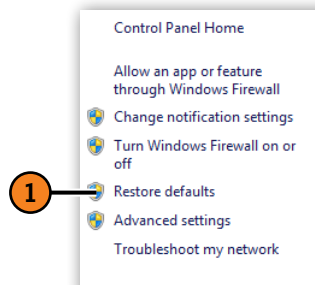 Control Panel Home
Allow an app or feature
through Windows Firewall
Change notification settings
Turn Windows Firewall on or
off
1
Restore defaults
Advanced settings
Troubleshoot my network